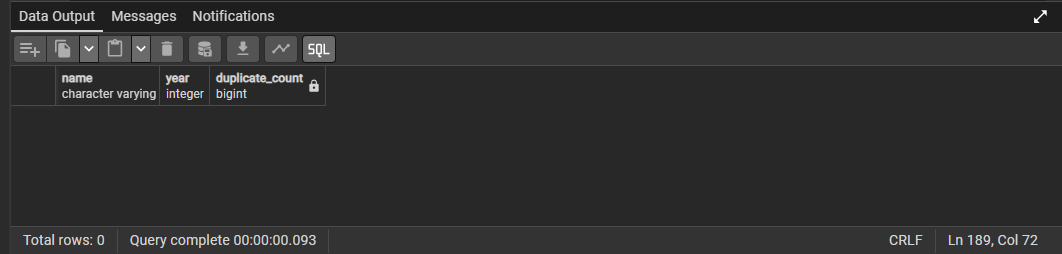 Data Output Messages Notifications
SQL
name year duplicate_count
character varying integer bigint
Total rows: 0 Query complete 00:00:00.093 CRLF Ln 189, Col 72